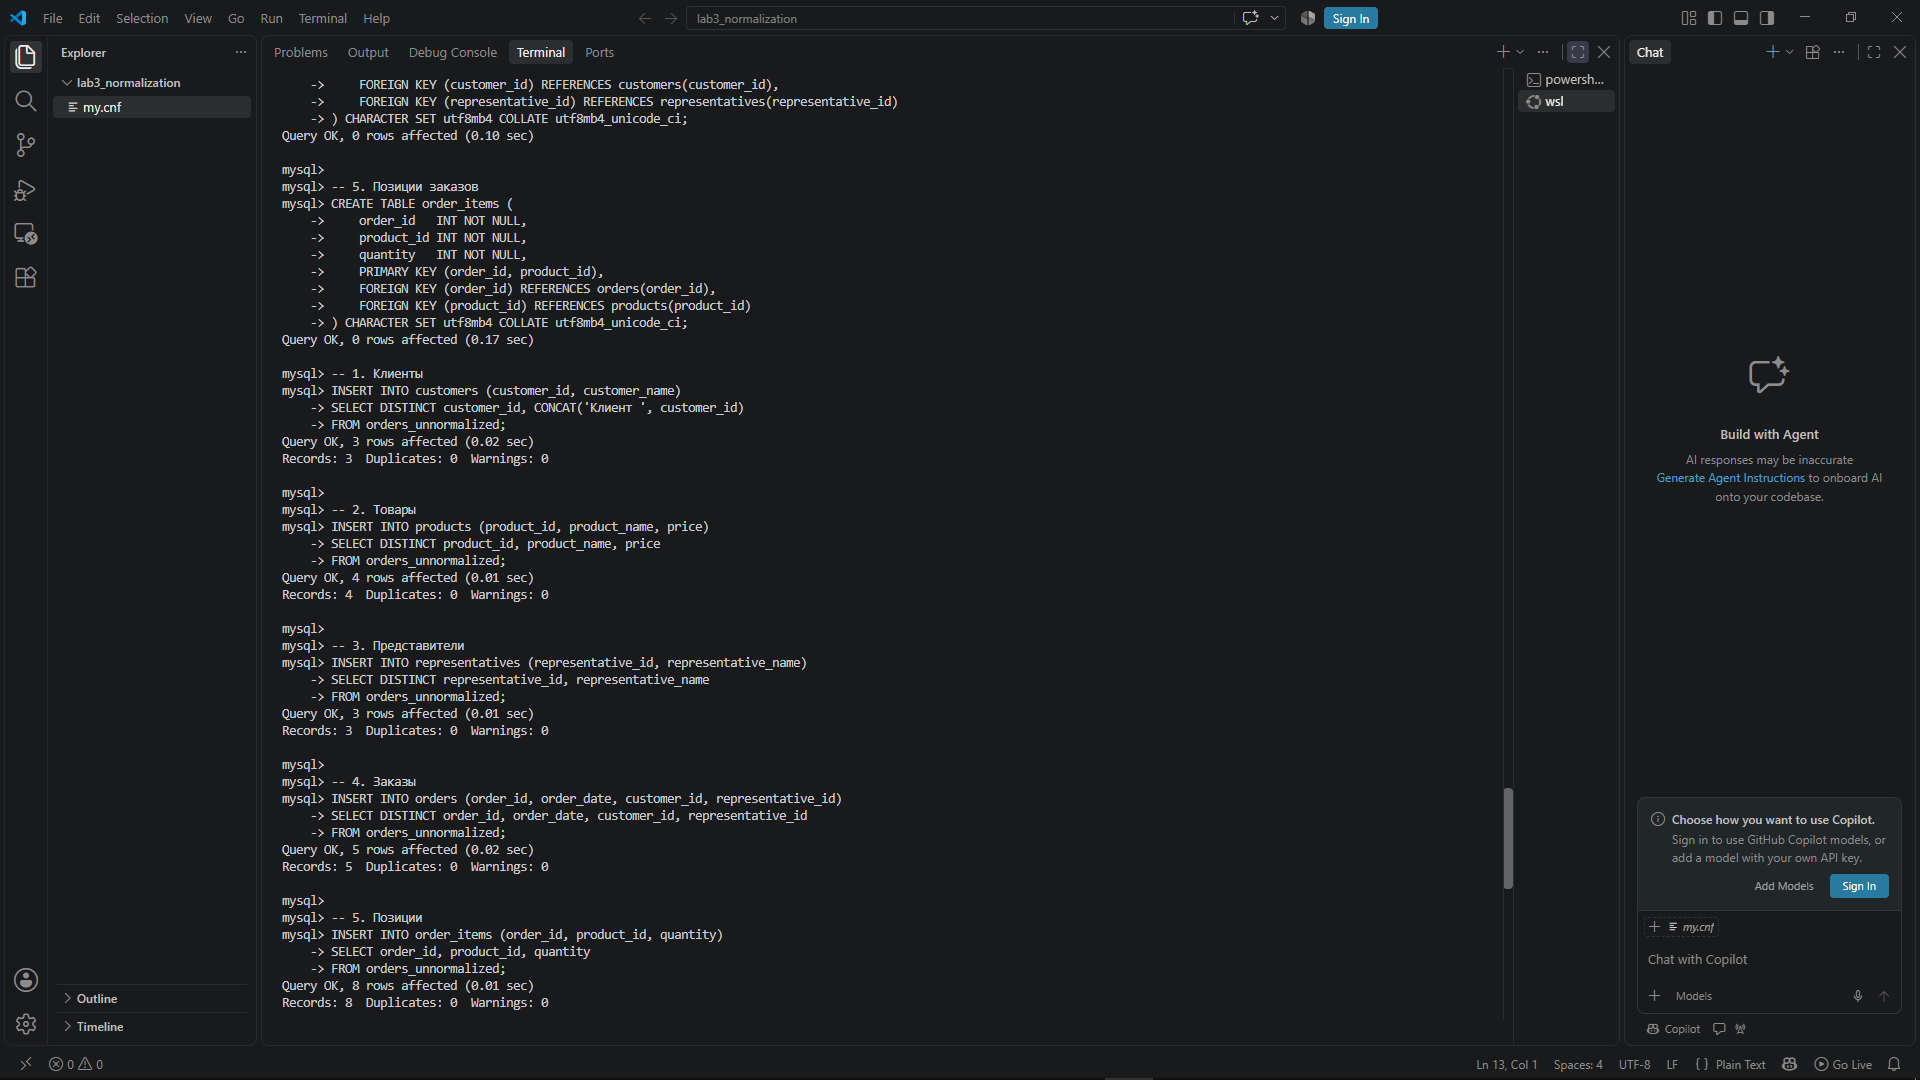 File Edit Selection View Go Run Terminal Help
lab3_normalization
Sign In
Explorer
lab3_normalization
my.cnf
Outline
Timeline
Problems Output Debug Console Terminal Ports
    ->     FOREIGN KEY (customer_id) REFERENCES customers(customer_id),
    ->     FOREIGN KEY (representative_id) REFERENCES representatives(representative_id)
    -> ) CHARACTER SET utf8mb4 COLLATE utf8mb4_unicode_ci;
Query OK, 0 rows affected (0.10 sec)
mysql>
mysql> -- 5. Позиции заказов
mysql> CREATE TABLE order_items (
    ->     order_id   INT NOT NULL,
    ->     product_id INT NOT NULL,
    ->     quantity   INT NOT NULL,
    ->     PRIMARY KEY (order_id, product_id),
    ->     FOREIGN KEY (order_id) REFERENCES orders(order_id),
    ->     FOREIGN KEY (product_id) REFERENCES products(product_id)
    -> ) CHARACTER SET utf8mb4 COLLATE utf8mb4_unicode_ci;
Query OK, 0 rows affected (0.17 sec)
mysql> -- 1. Клиенты
mysql> INSERT INTO customers (customer_id, customer_name)
    -> SELECT DISTINCT customer_id, CONCAT('Клиент ', customer_id)
    -> FROM orders_unnormalized;
Query OK, 3 rows affected (0.02 sec)
Records: 3  Duplicates: 0  Warnings: 0
mysql>
mysql> -- 2. Товары
mysql> INSERT INTO products (product_id, product_name, price)
    -> SELECT DISTINCT product_id, product_name, price
    -> FROM orders_unnormalized;
Query OK, 4 rows affected (0.01 sec)
Records: 4  Duplicates: 0  Warnings: 0
mysql>
mysql> -- 3. Представители
mysql> INSERT INTO representatives (representative_id, representative_name)
    -> SELECT DISTINCT representative_id, representative_name
    -> FROM orders_unnormalized;
Query OK, 3 rows affected (0.01 sec)
Records: 3  Duplicates: 0  Warnings: 0
mysql>
mysql> -- 4. Заказы
mysql> INSERT INTO orders (order_id, order_date, customer_id, representative_id)
    -> SELECT DISTINCT order_id, order_date, customer_id, representative_id
    -> FROM orders_unnormalized;
Query OK, 5 rows affected (0.02 sec)
Records: 5  Duplicates: 0  Warnings: 0
mysql>
mysql> -- 5. Позиции
mysql> INSERT INTO order_items (order_id, product_id, quantity)
    -> SELECT order_id, product_id, quantity
    -> FROM orders_unnormalized;
Query OK, 8 rows affected (0.01 sec)
Records: 8  Duplicates: 0  Warnings: 0
powersh...
wsl
Chat
Build with Agent
AI responses may be inaccurate
Generate Agent Instructions to onboard AI
onto your codebase.
Choose how you want to use Copilot.
Sign in to use GitHub Copilot models, or
add a model with your own API key.
Add Models Sign In
my.cnf
Chat with Copilot
Models
Copilot
0 0
Ln 13, Col 1 Spaces: 4 UTF-8 LF { } Plain Text Go Live